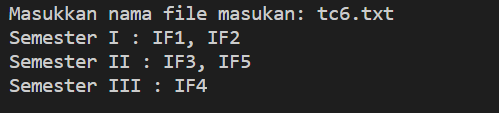 Masukkan nama file masukan: tc6.txt
Semester I : IF1, IF2
Semester II : IF3, IF5
Semester III : IF4